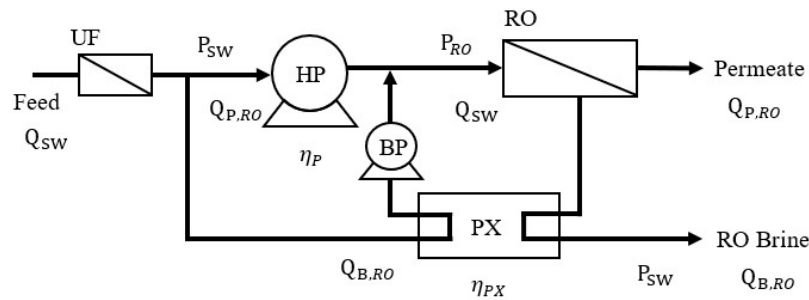 UF
P_SW
HP
P_RO
RO
Feed
Q_SW
Q_P,RO
η_P
BP
Q_SW
Permeate
Q_P,RO
PX
RO Brine
Q_B,RO
η_PX
P_SW
Q_B,RO